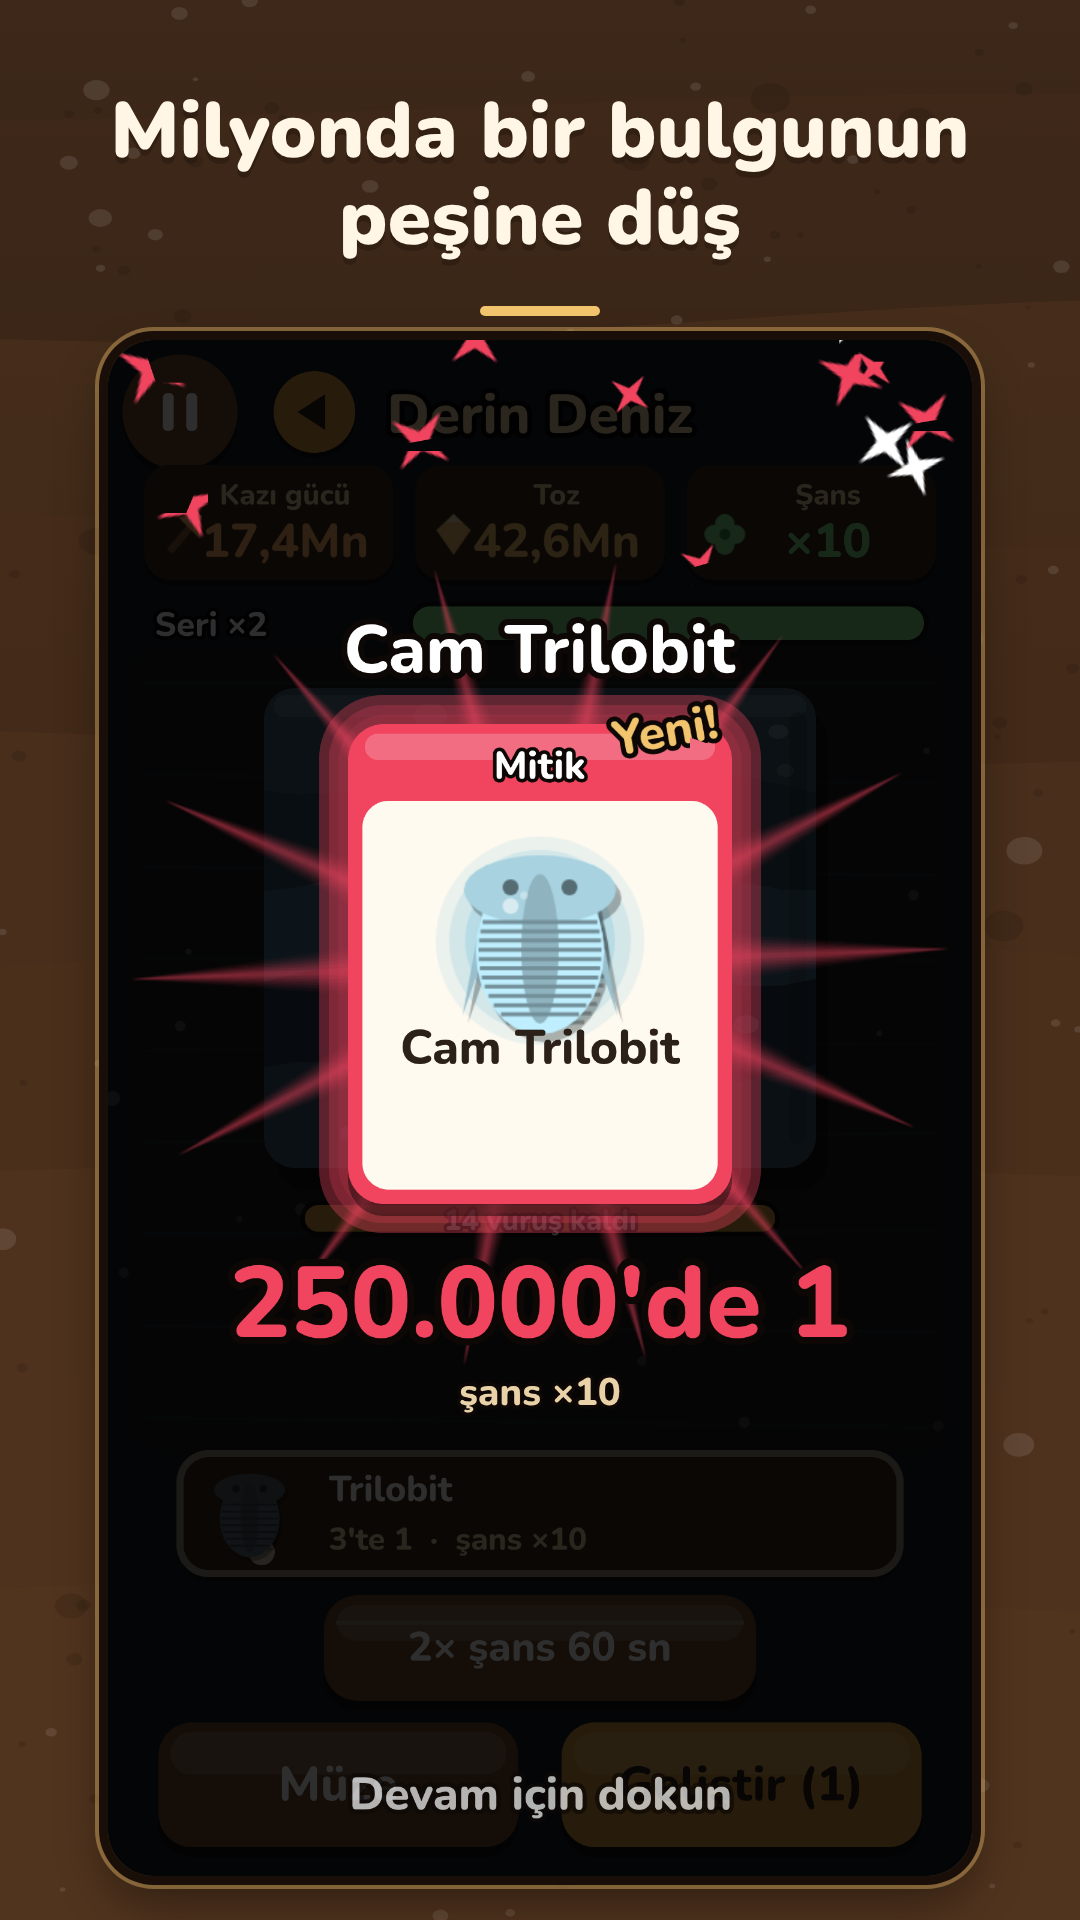 Milyonda bir bulgunun
peşine düş
Derin Deniz
Kazı gücü
17,4Mn
Toz
42,6Mn
Şans
×10
Seri ×2
Cam Trilobit
Yeni!
Mitik
Cam Trilobit
14 vuruş kaldı
250.000'de 1
şans ×10
Trilobit
3'te 1 · şans ×10
2× şans 60 sn
Geliştir (1)
Devam için dokun